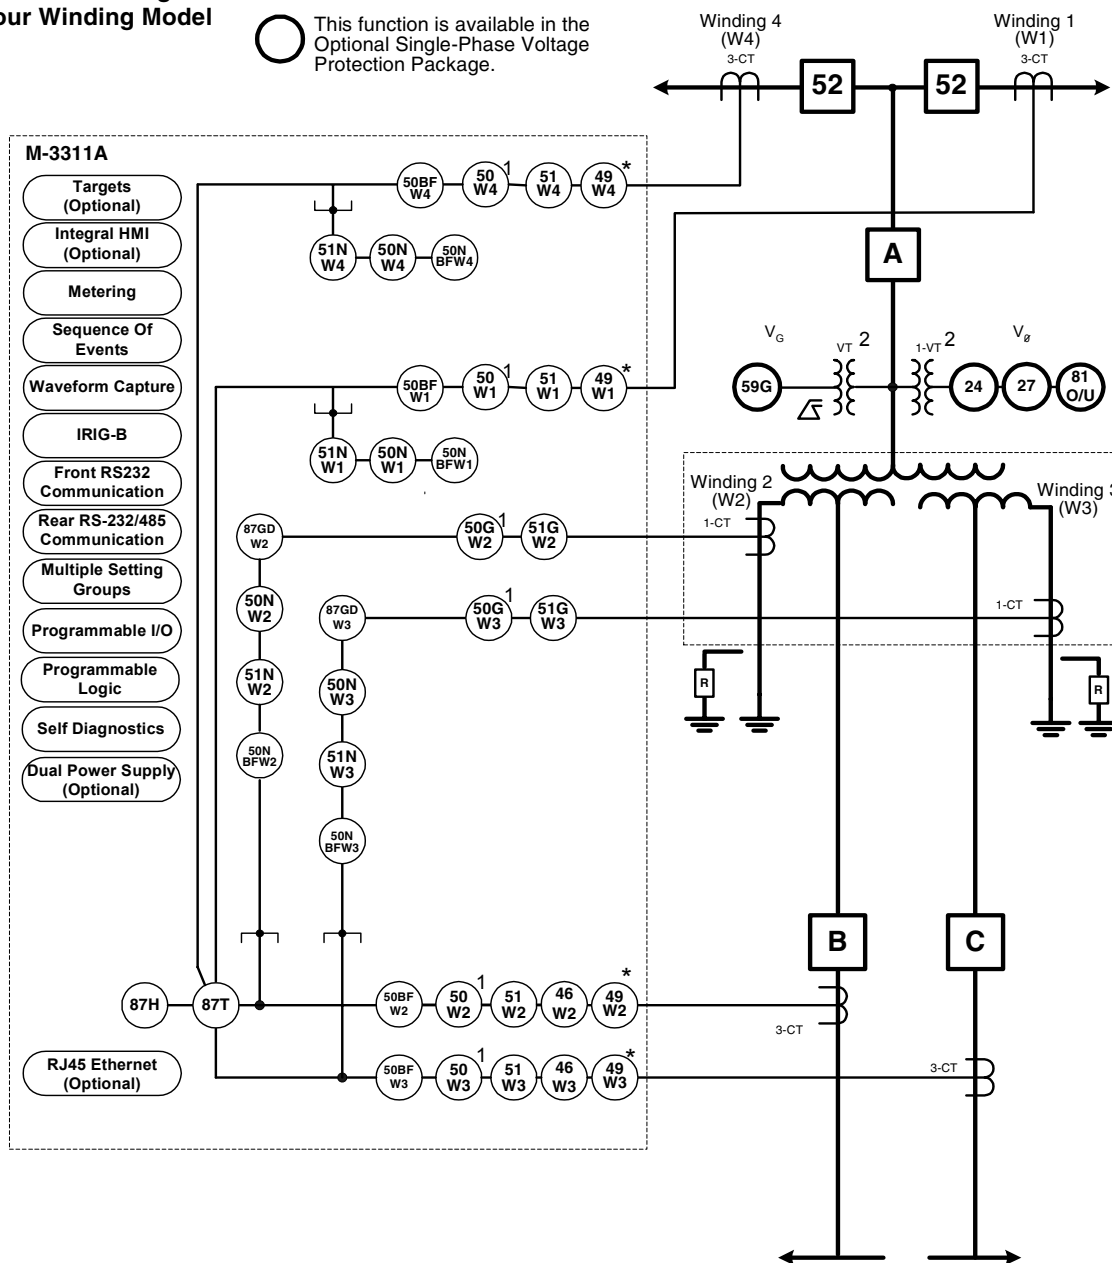 our Winding Model
This function is available in the
Optional Single-Phase Voltage
Protection Package.
Winding 4
(W4)
3-CT
Winding 1
(W1)
3-CT
52
52
M-3311A
Targets
(Optional)
Integral HMI
(Optional)
Metering
Sequence Of
Events
Waveform Capture
IRIG-B
Front RS232
Communication
Rear RS-232/485
Communication
Multiple Setting
Groups
Programmable I/O
Programmable
Logic
Self Diagnostics
Dual Power Supply
(Optional)
RJ45 Ethernet
(Optional)
50BF
W4
50
W4
1
51
W4
49
W4
*
51N
W4
50N
W4
50N
BFW4
A
V G
VT 2
1-VT 2
V ø
59G
24
27
81
O/U
50BF
W1
50
W1
1
51
W1
49
W1
*
51N
W1
50N
W1
50N
BFW1
Winding 2
(W2)
1-CT
Winding 3
(W3)
1-CT
87GD
W2
50G
W2
1
51G
W2
50N
W2
51N
W2
50N
BFW2
87GD
W3
50G
W3
1
51G
W3
50N
W3
51N
W3
50N
BFW3
R
R
B
C
87H
87T
50BF
W2
50
W2
1
51
W2
46
W2
49
W2
*
3-CT
50BF
W3
50
W3
1
51
W3
46
W3
49
W3
*
3-CT